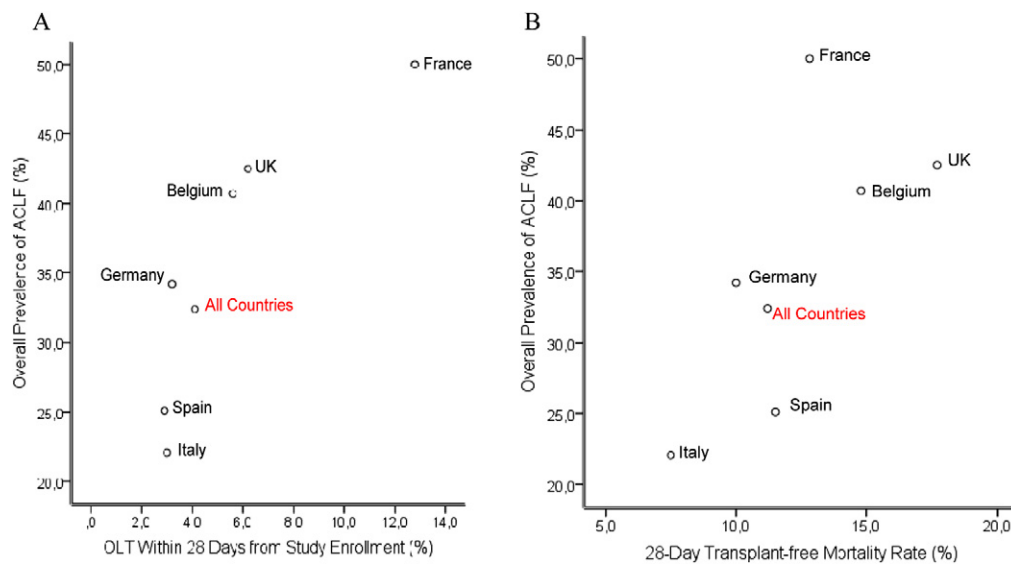 A
Overall Prevalence of ACLF (%)
50,0
45,0
40,0
35,0
30,0
25,0
20,0
France
UK
Belgium
Germany
All Countries
Spain
Italy
,0 2,0 4,0 6,0 8,0 10,0 12,0 14,0
OLT Within 28 Days from Study Enrollment (%)
B
Overall Prevalence of ACLF (%)
50,0
45,0
40,0
35,0
30,0
25,0
20,0
France
UK
Belgium
Germany
All Countries
Spain
Italy
5,0 10,0 15,0 20,0
28-Day Transplant-free Mortality Rate (%)